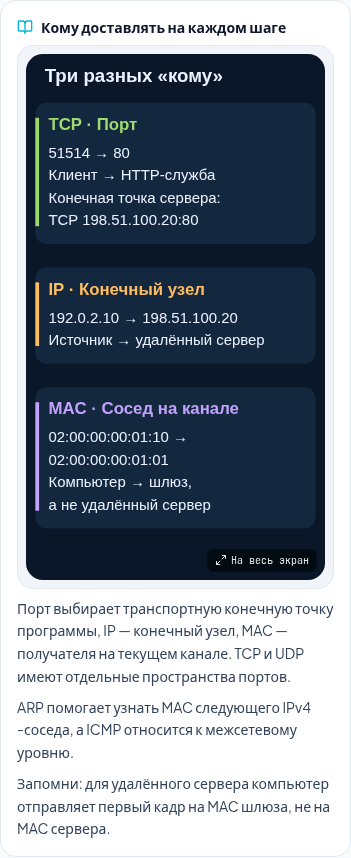 Кому доставлять на каждом шаге
Три разных «кому»
TCP · Порт
51514 → 80
Клиент → HTTP-служба
Конечная точка сервера:
TCP 198.51.100.20:80
IP · Конечный узел
192.0.2.10 → 198.51.100.20
Источник → удалённый сервер
MAC · Сосед на канале
02:00:00:00:01:10 →
02:00:00:00:01:01
Компьютер → шлюз,
а не удалённый сервер
На весь экран
Порт выбирает транспортную конечную точку
программы, IP — конечный узел, MAC —
получателя на текущем канале. TCP и UDP
имеют отдельные пространства портов.
ARP помогает узнать MAC следующего IPv4
-соседа, а ICMP относится к межсетевому
уровню.
Запомни: для удалённого сервера компьютер
отправляет первый кадр на MAC шлюза, не на
MAC сервера.